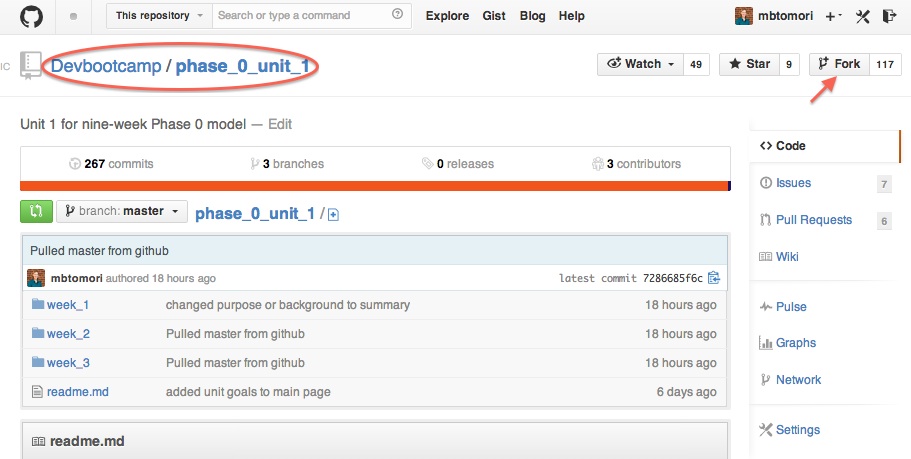 This repository Search or type a command Explore Gist Blog Help mbtomori
IC Devbootcamp / phase_0_unit_1 Watch 49 Star 9 Fork 117
Unit 1 for nine-week Phase 0 model — Edit
267 commits 3 branches 0 releases 3 contributors
branch: master phase_0_unit_1 /
Pulled master from github
mbtomori authored 18 hours ago latest commit 7286685f6c
week_1 changed purpose or background to summary 18 hours ago
week_2 Pulled master from github 18 hours ago
week_3 Pulled master from github 18 hours ago
readme.md added unit goals to main page 6 days ago
readme.md
Code
Issues 7
Pull Requests 6
Wiki
Pulse
Graphs
Network
Settings